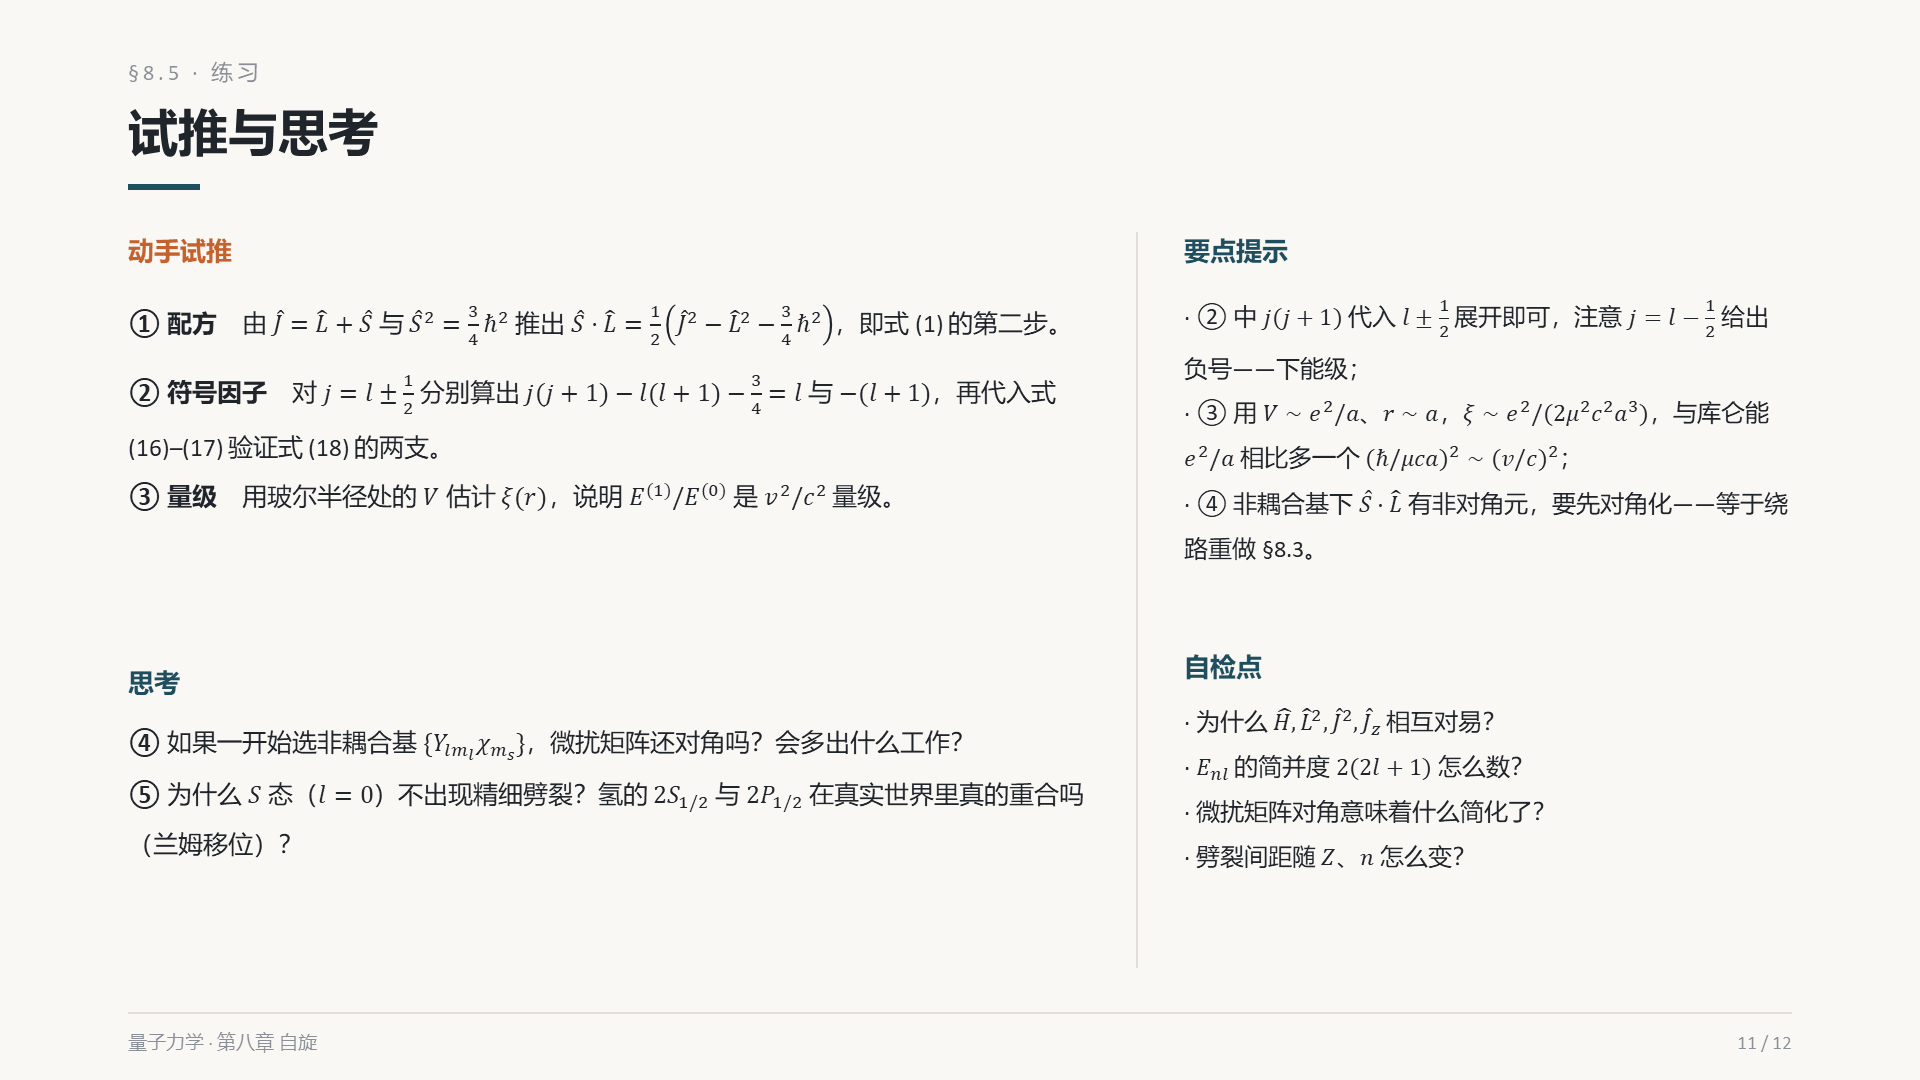 §8.5 · 练习
试推与思考
动手试推
① 配方 由 Ĵ = L̂ + Ŝ 与 Ŝ² = 3/4 ħ² 推出 Ŝ · L̂ = 1/2(Ĵ² − L̂² − 3/4 ħ²)，即式 (1) 的第二步。
② 符号因子 对 j = l ± 1/2 分别算出 j(j + 1) − l(l + 1) − 3/4 = l 与 −(l + 1)，再代入式
(16)–(17) 验证式 (18) 的两支。
③ 量级 用玻尔半径处的 V 估计 ξ(r)，说明 E⁽¹⁾/E⁽⁰⁾ 是 v²/c² 量级。
思考
④ 如果一开始选非耦合基 {Y_{lm_l}χ_{m_s}}，微扰矩阵还对角吗？会多出什么工作？
⑤ 为什么 S 态（l = 0）不出现精细劈裂？氢的 2S_{1/2} 与 2P_{1/2} 在真实世界里真的重合吗
（兰姆移位）？
要点提示
· ② 中 j(j + 1) 代入 l ± 1/2 展开即可，注意 j = l − 1/2 给出
负号——下能级；
· ③ 用 V ~ e²/a、r ~ a，ξ ~ e²/(2μ²c²a³)，与库仑能
e²/a 相比多一个 (ħ/μca)² ~ (v/c)²；
· ④ 非耦合基下 Ŝ · L̂ 有非对角元，要先对角化——等于绕
路重做 §8.3。
自检点
· 为什么 Ĥ, L̂², Ĵ², Ĵ_z 相互对易？
· E_{nl} 的简并度 2(2l + 1) 怎么数？
· 微扰矩阵对角意味着什么简化了？
· 劈裂间距随 Z、n 怎么变？
量子力学 · 第八章 自旋
11 / 12